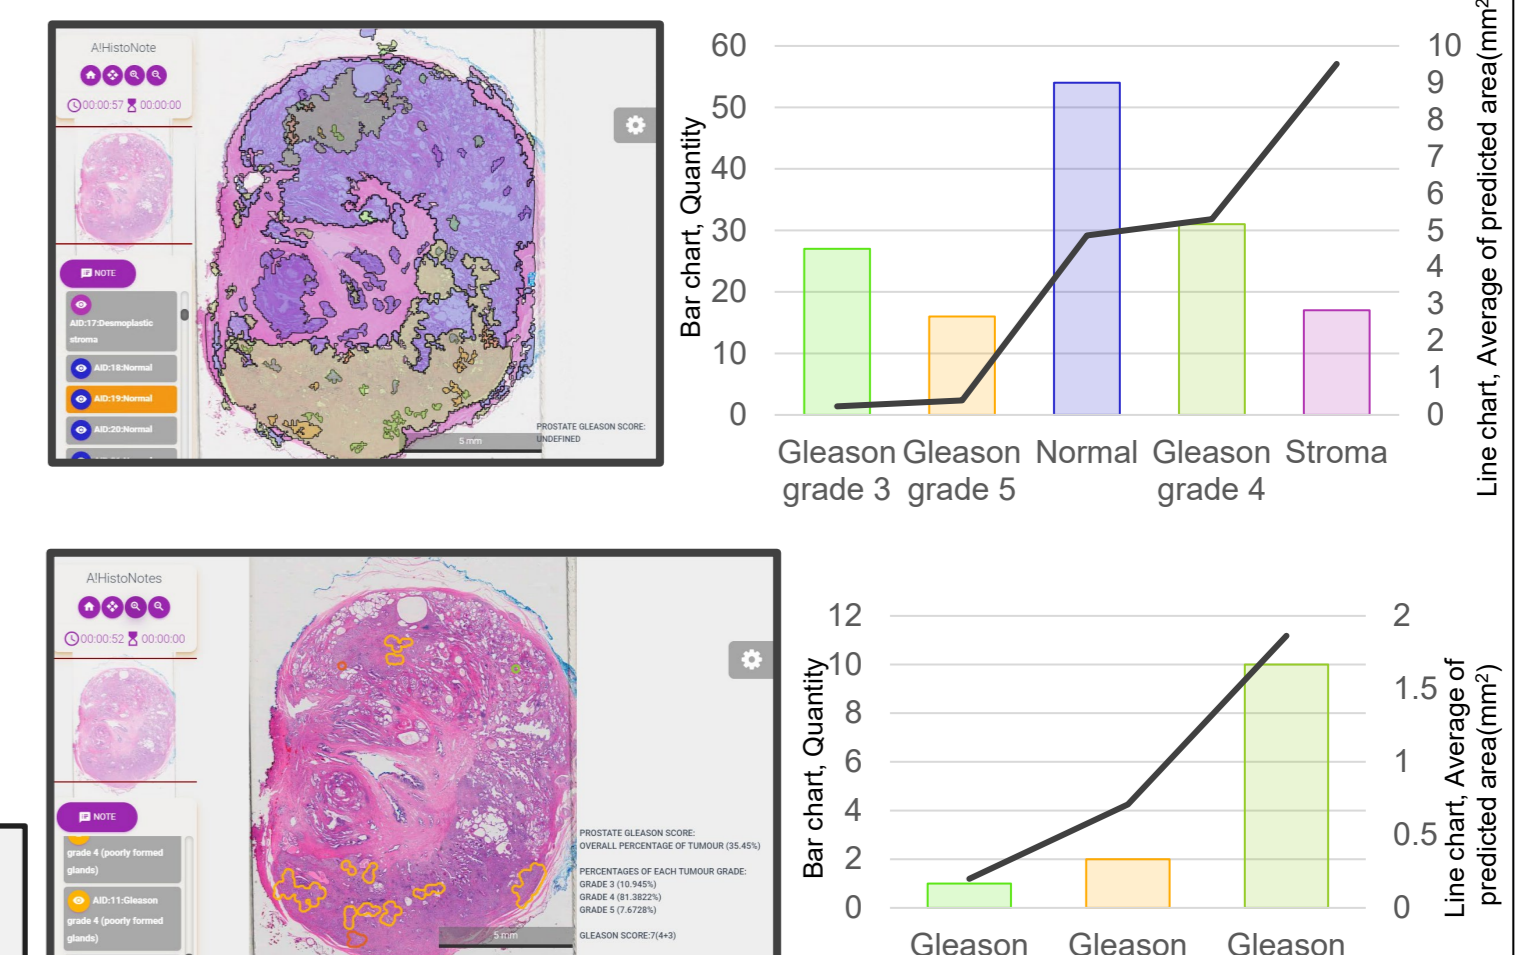 A!HistoNote
00:00:57 00:00:00
NOTE
AID:17:Desmoplastic
stroma
AID:18:Normal
AID:19:Normal
AID:20:Normal
5 mm
PROSTATE GLEASON SCORE:
UNDEFINED
Bar chart, Quantity
60
50
40
30
20
10
0
Gleason
grade 3
Gleason
grade 5
Normal
Gleason
grade 4
Stroma
10
9
8
7
6
5
4
3
2
1
0
Line chart, Average of predicted area(mm²
A!HistoNotes
00:00:52 00:00:00
NOTE
grade 4 (poorly formed
glands)
AID:11:Gleason
grade 4 (poorly formed
glands)
5 mm
PROSTATE GLEASON SCORE:
OVERALL PERCENTAGE OF TUMOUR (35.45%)
PERCENTAGES OF EACH TUMOUR GRADE:
GRADE 3 (10.945%)
GRADE 4 (81.3822%)
GRADE 5 (7.6728%)
GLEASON SCORE:7(4+3)
Bar chart, Quantity
12
10
8
6
4
2
0
Gleason
Gleason
Gleason
2
1.5
1
0.5
0
Line chart, Average of
predicted area(mm²)